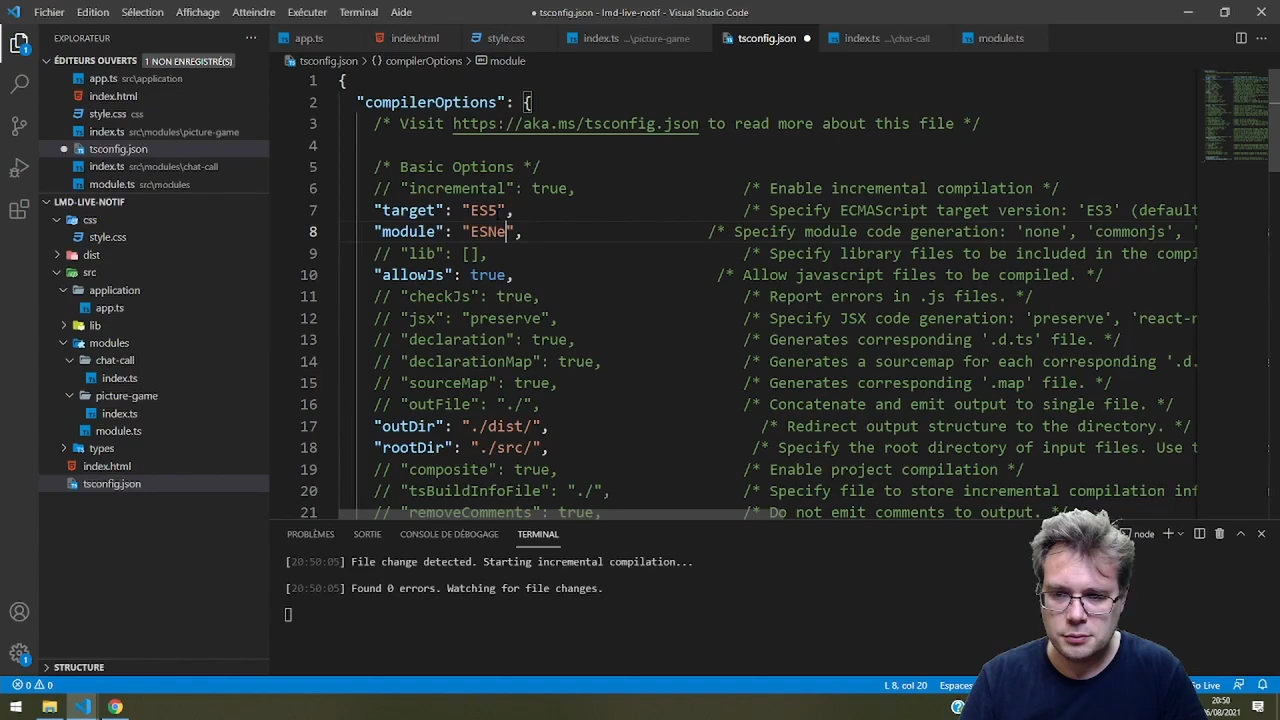 Fichier Edition Sélection Affichage Atteindre Exécuter Terminal Aide
● tsconfig.json - lmd-live-notif - Visual Studio Code
EXPLORATEUR
ÉDITEURS OUVERTS 1 NON ENREGISTRÉ(S)
app.ts src\application
index.html
style.css css
index.ts src\modules\picture-game
tsconfig.json
index.ts src\modules\chat-call
module.ts src\modules
LMD-LIVE-NOTIF
css
style.css
dist
src
application
app.ts
lib
modules
chat-call
index.ts
picture-game
index.ts
module.ts
types
index.html
tsconfig.json
STRUCTURE
app.ts index.html style.css index.ts ...\picture-game tsconfig.json index.ts ...\chat-call module.ts
tsconfig.json > {} compilerOptions > module
1 {
2 "compilerOptions": {
3 /* Visit https://aka.ms/tsconfig.json to read more about this file */
4
5 /* Basic Options */
6 // "incremental": true, /* Enable incremental compilation */
7 "target": "ES5", /* Specify ECMAScript target version: 'ES3' (default
8 "module": "ESNe", /* Specify module code generation: 'none', 'commonjs', '
9 // "lib": [], /* Specify library files to be included in the compi
10 "allowJs": true, /* Allow javascript files to be compiled. */
11 // "checkJs": true, /* Report errors in .js files. */
12 // "jsx": "preserve", /* Specify JSX code generation: 'preserve', 'react-n
13 // "declaration": true, /* Generates corresponding '.d.ts' file. */
14 // "declarationMap": true, /* Generates a sourcemap for each corresponding '.d.
15 // "sourceMap": true, /* Generates corresponding '.map' file. */
16 // "outFile": "./", /* Concatenate and emit output to single file. */
17 "outDir": "./dist/", /* Redirect output structure to the directory. */
18 "rootDir": "./src/", /* Specify the root directory of input files. Use t
19 // "composite": true, /* Enable project compilation */
20 // "tsBuildInfoFile": "./", /* Specify file to store incremental compilation inf
21 // "removeComments": true, /* Do not emit comments to output. */
PROBLÈMES SORTIE CONSOLE DE DÉBOGAGE TERMINAL node
[20:50:05] File change detected. Starting incremental compilation...
[20:50:05] Found 0 errors. Watching for file changes.
0 0 L 8, col 20 Espaces Go Live
20:50